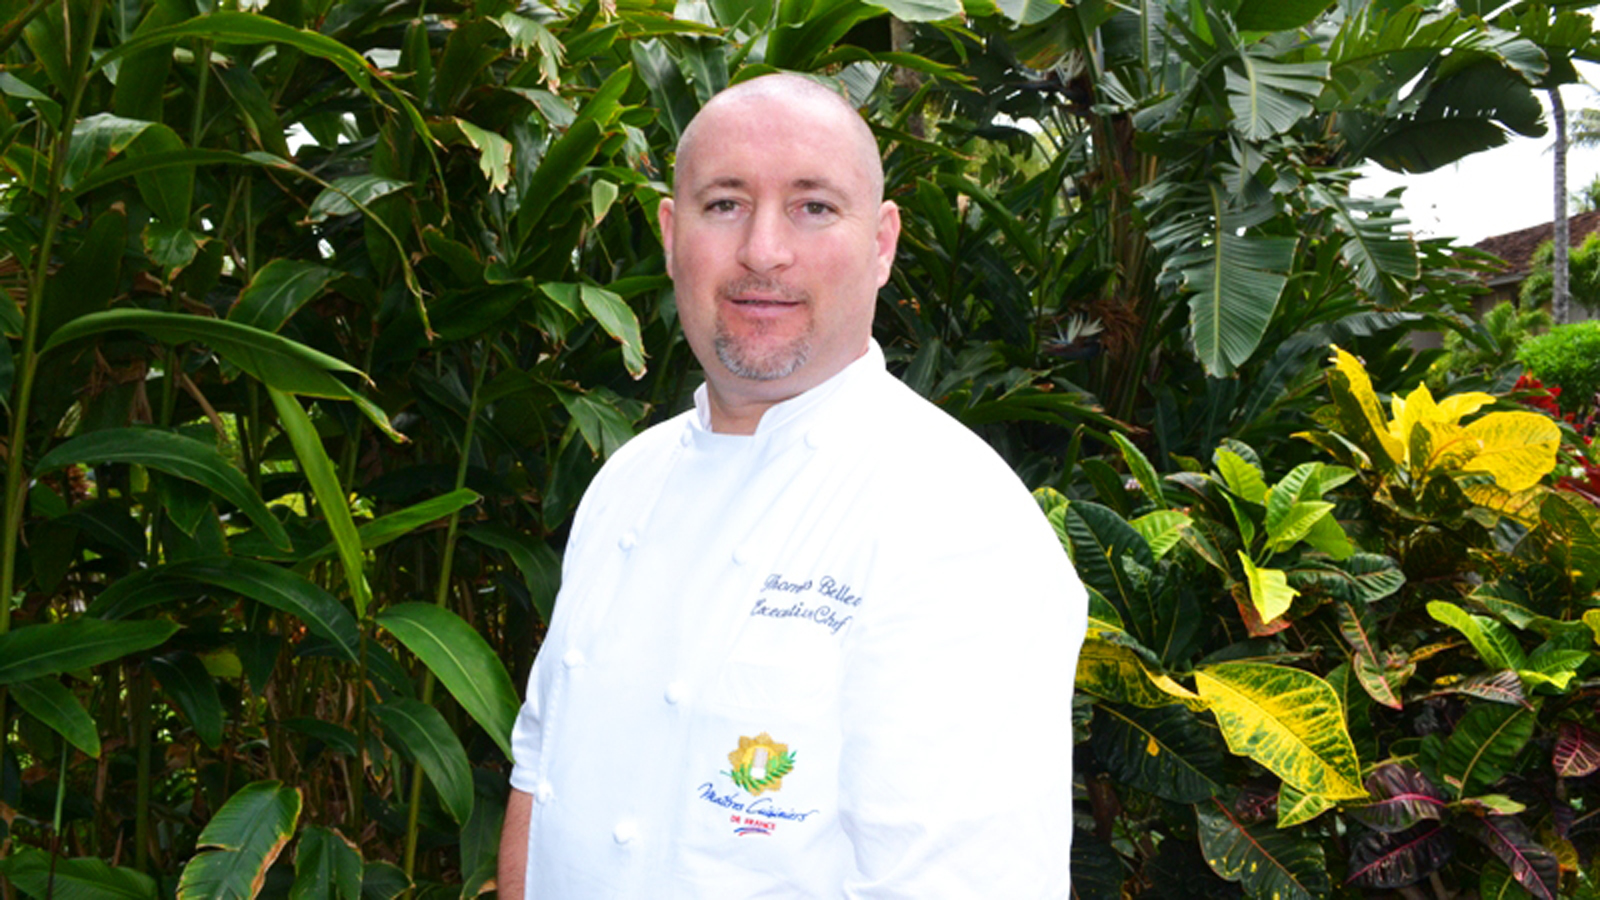 Thomas Bellec
Executive Chef
Maîtres Cuisiniers
DE FRANCE